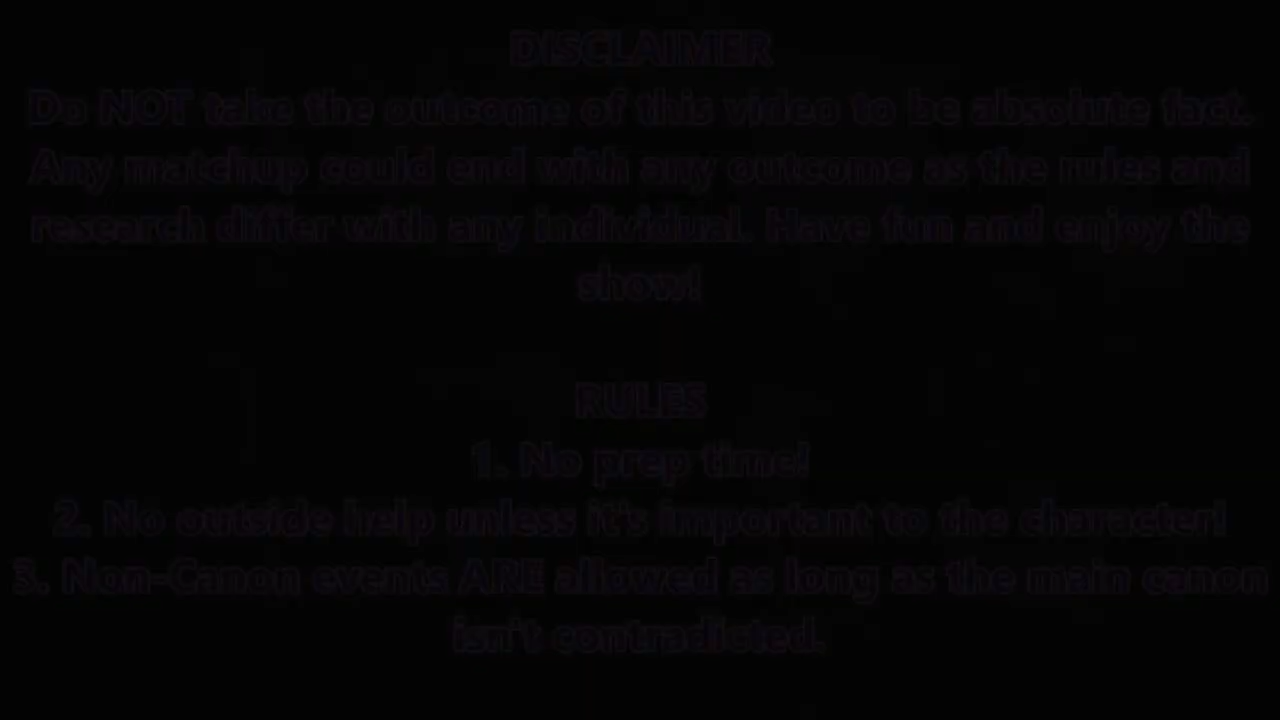 DISCLAIMER
Do NOT take the outcome of this video to be absolute fact.
Any matchup could end with any outcome as the rules and
research differ with any individual. Have fun and enjoy the
show!
RULES
1. No prep time!
2. No outside help unless it's important to the character!
3. Non-Canon events ARE allowed as long as the main canon
isn't contradicted.